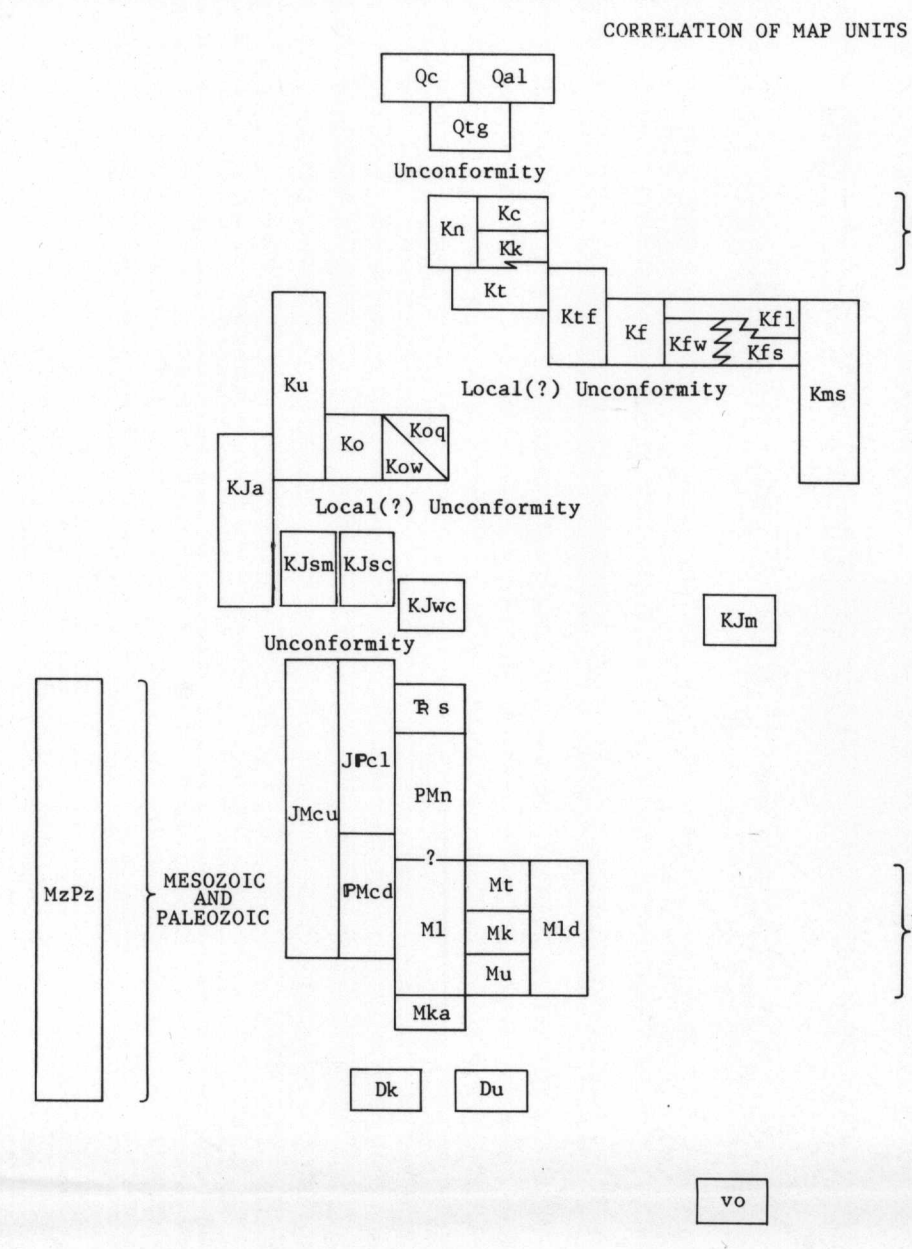 CORRELATION OF MAP UNITS
Qc Qal
Qtg
Unconformity
Kn Kc
Kk
Kt
Ktf Kf Kfw Kfl
Kfs
Kms
Local(?) Unconformity
Ku
Ko Koq
Kow
KJa
Local(?) Unconformity
KJsm KJsc
KJwc
KJm
Unconformity
TR s
JPcl
PMn
JMcu
?
MzPz
MESOZOIC
AND
PALEOZOIC
PMcd
Ml
Mt
Mk
Mu
Mld
Mka
Dk Du
vo